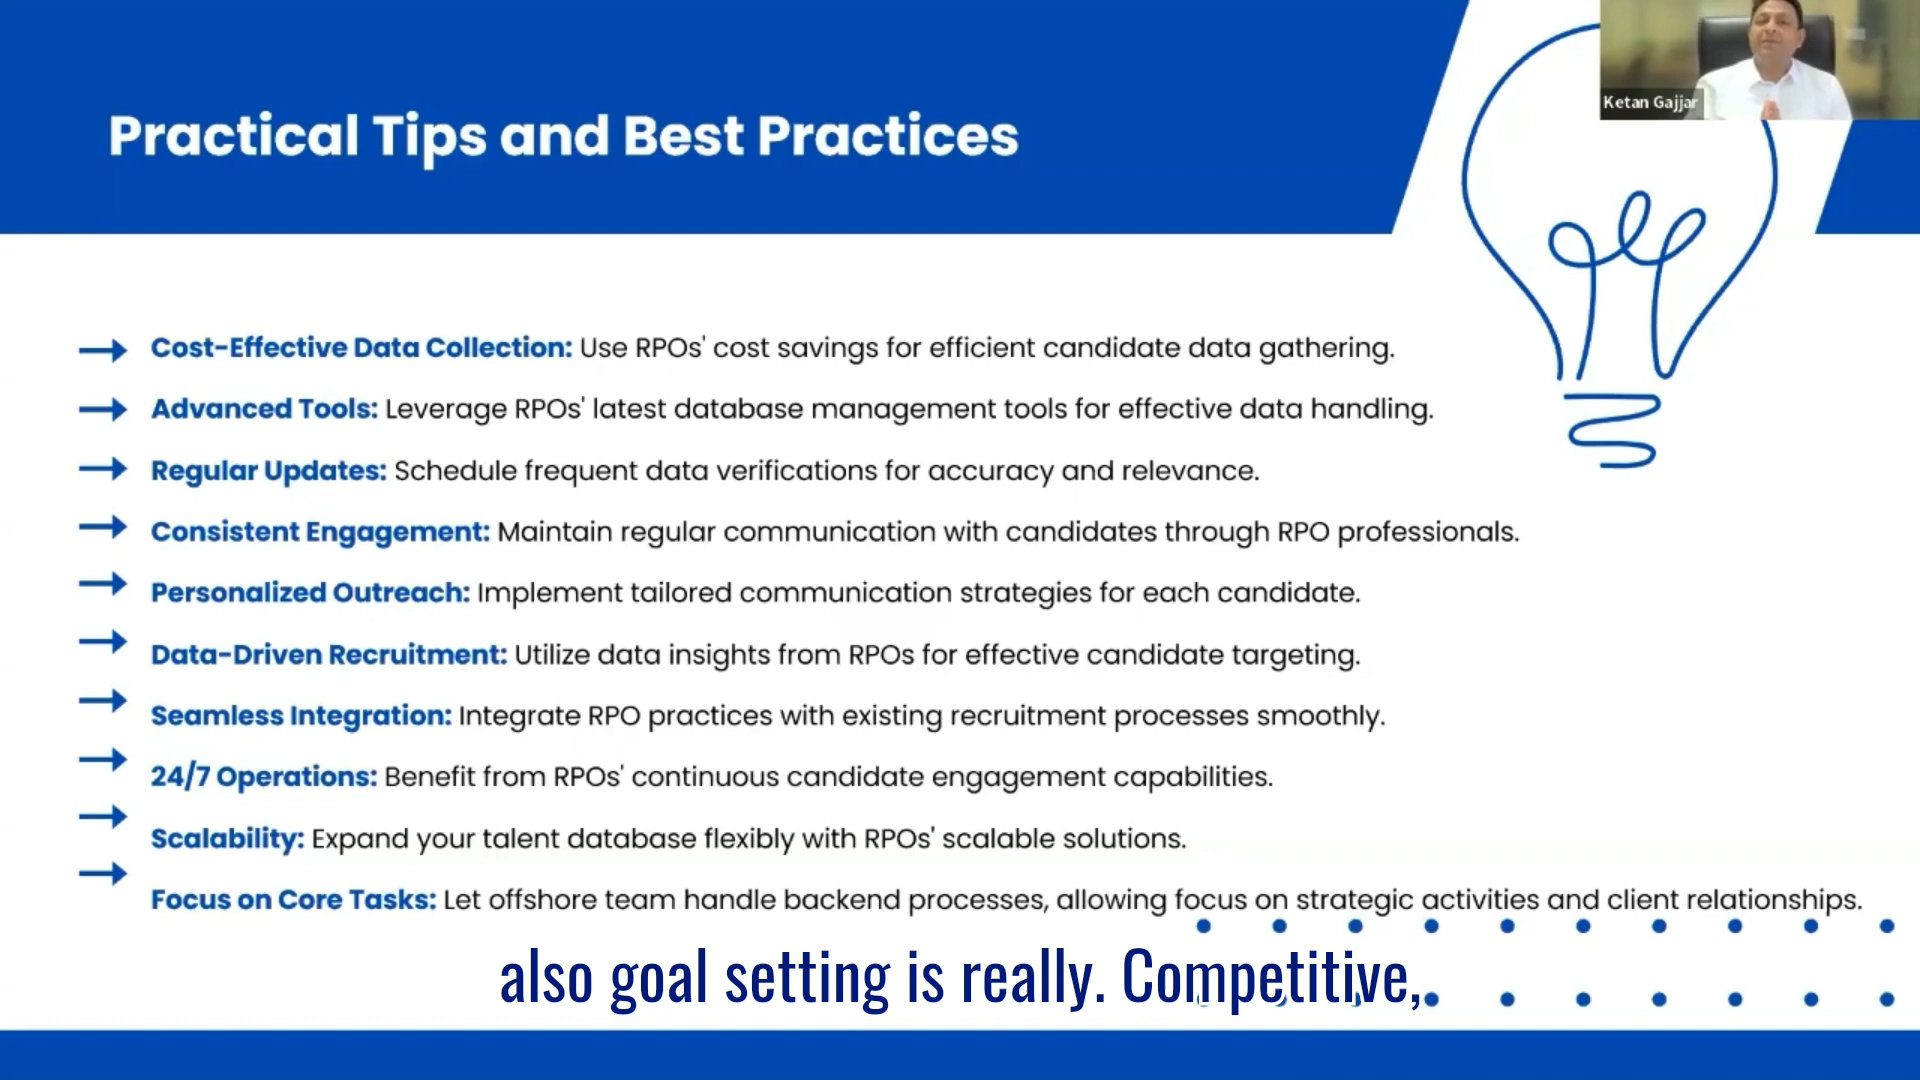 Ketan Gajjar
Practical Tips and Best Practices
Cost-Effective Data Collection: Use RPOs' cost savings for efficient candidate data gathering.
Advanced Tools: Leverage RPOs' latest database management tools for effective data handling.
Regular Updates: Schedule frequent data verifications for accuracy and relevance.
Consistent Engagement: Maintain regular communication with candidates through RPO professionals.
Personalized Outreach: Implement tailored communication strategies for each candidate.
Data-Driven Recruitment: Utilize data insights from RPOs for effective candidate targeting.
Seamless Integration: Integrate RPO practices with existing recruitment processes smoothly.
24/7 Operations: Benefit from RPOs' continuous candidate engagement capabilities.
Scalability: Expand your talent database flexibly with RPOs' scalable solutions.
Focus on Core Tasks: Let offshore team handle backend processes, allowing focus on strategic activities and client relationships.
also goal setting is really. Competitive,